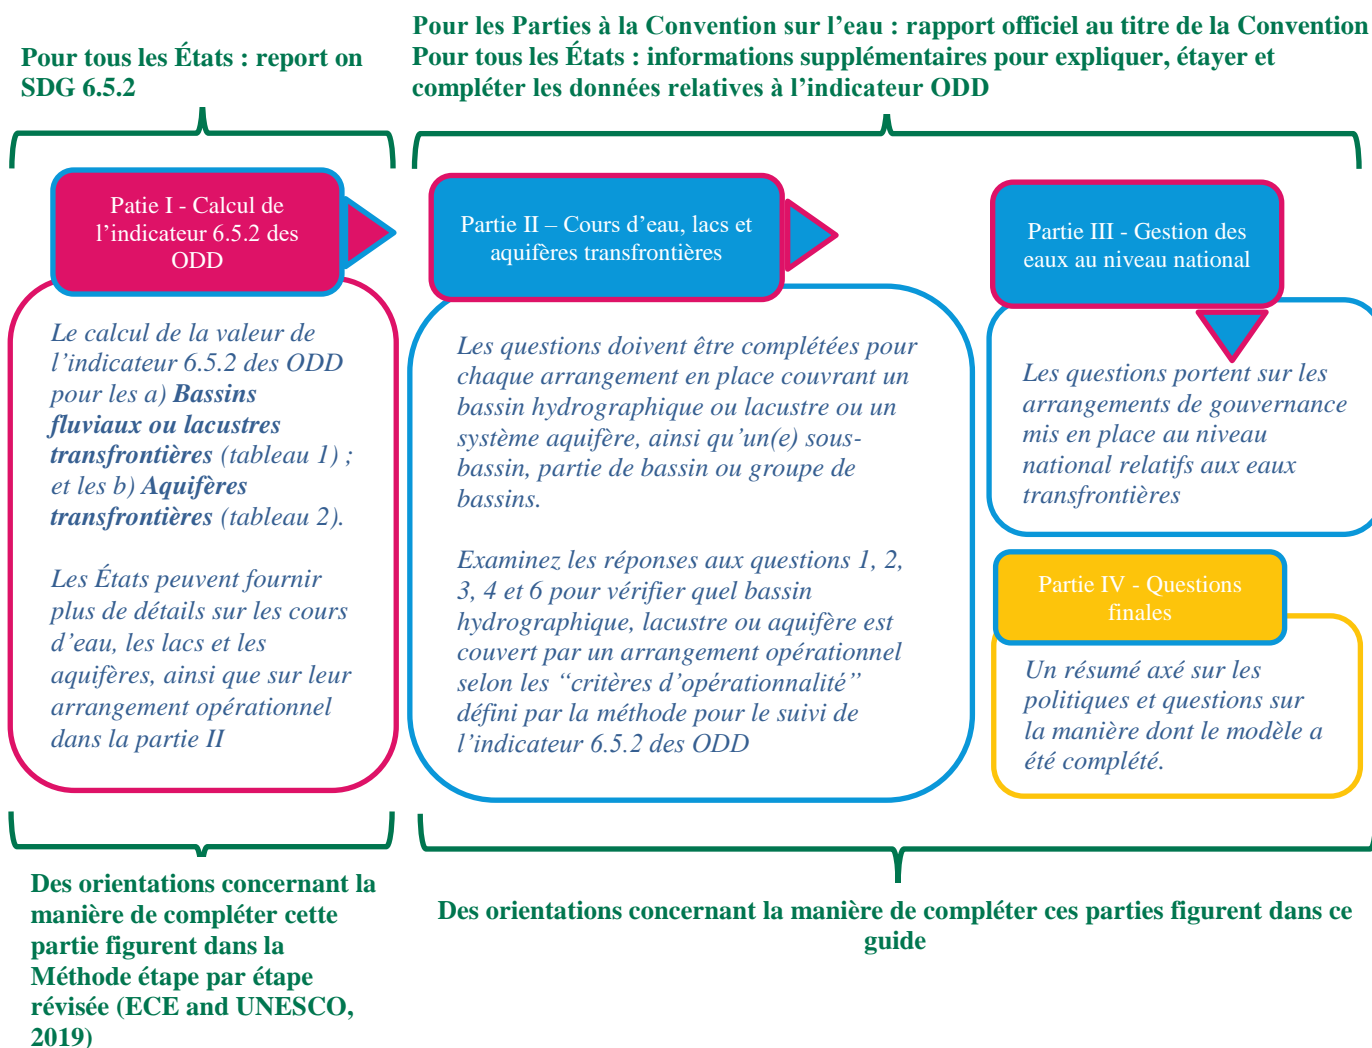 Pour tous les États : report on
SDG 6.5.2
Pour les Parties à la Convention sur l’eau : rapport officiel au titre de la Convention
Pour tous les États : informations supplémentaires pour expliquer, étayer et
compléter les données relatives à l’indicateur ODD
Patie I - Calcul de
l’indicateur 6.5.2 des
ODD
Le calcul de la valeur de
l’indicateur 6.5.2 des ODD
pour les a) Bassins
fluviaux ou lacustres
transfrontières (tableau 1) ;
et les b) Aquifères
transfrontières (tableau 2).
Les États peuvent fournir
plus de détails sur les cours
d’eau, les lacs et les
aquifères, ainsi que sur leur
arrangement opérationnel
dans la partie II
Partie II – Cours d’eau, lacs et
aquifères transfrontières
Les questions doivent être complétées pour
chaque arrangement en place couvrant un
bassin hydrographique ou lacustre ou un
système aquifère, ainsi qu’un(e) sous-
bassin, partie de bassin ou groupe de
bassins.
Examinez les réponses aux questions 1, 2,
3, 4 et 6 pour vérifier quel bassin
hydrographique, lacustre ou aquifère est
couvert par un arrangement opérationnel
selon les “critères d’opérationnalité”
défini par la méthode pour le suivi de
l’indicateur 6.5.2 des ODD
Partie III - Gestion des
eaux au niveau national
Les questions portent sur les
arrangements de gouvernance
mis en place au niveau
national relatifs aux eaux
transfrontières
Partie IV - Questions
finales
Un résumé axé sur les
politiques et questions sur
la manière dont le modèle a
été complété.
Des orientations concernant la
manière de compléter cette
partie figurent dans la
Méthode étape par étape
révisée (ECE and UNESCO,
2019)
Des orientations concernant la manière de compléter ces parties figurent dans ce
guide